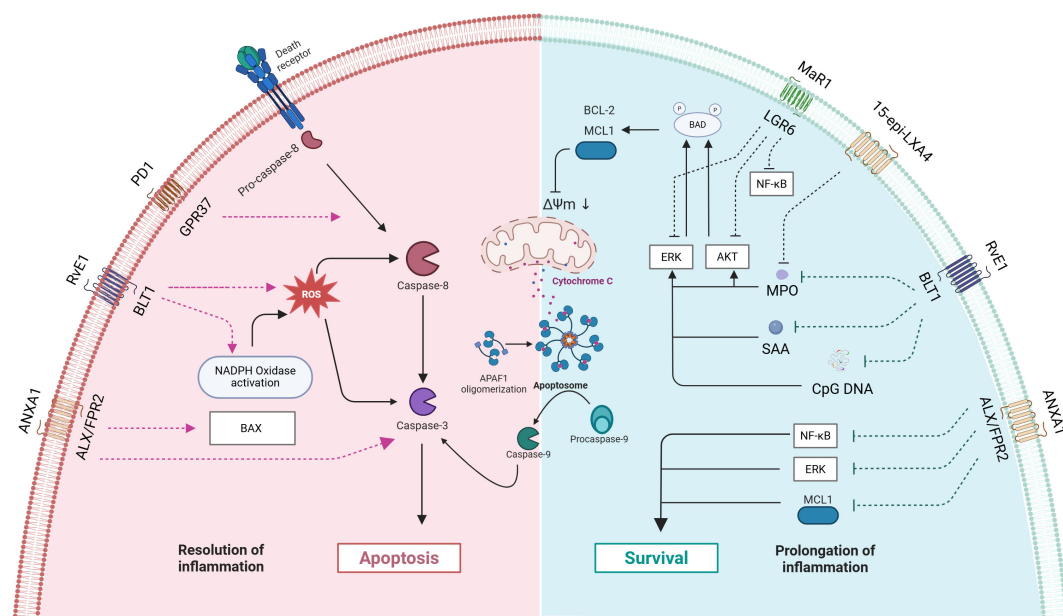 Death
receptor
Pro-caspase-8
PD1
GPR37
RvE1
BLT1
ROS
Caspase-8
NADPH Oxidase
activation
ANXA1
ALX/FPR2
BAX
Caspase-3
Resolution of
inflammation
Apoptosis
BCL-2
MCL1
BAD
P
P
ΔΨm ↓
Cytochrome C
APAF1
oligomerization
Apoptosome
Procaspase-9
Caspase-9
MaR1
LGR6
15-epi-LXA4
NF-κB
ERK
AKT
MPO
RvE1
BLT1
SAA
CpG DNA
ANXA1
ALX/FPR2
NF-κB
ERK
MCL1
Survival
Prolongation of
inflammation